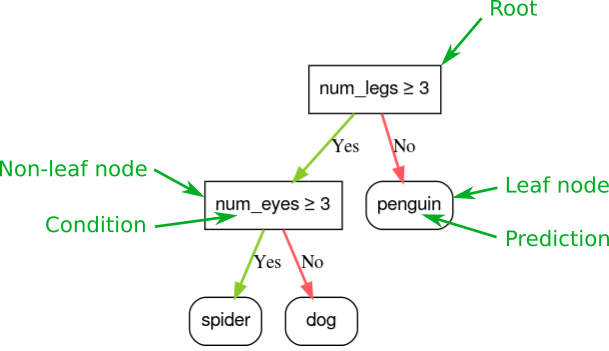 Root
num_legs ≥ 3
Yes
No
Non-leaf node
num_eyes ≥ 3
penguin
Leaf node
Condition
Prediction
Yes
No
spider
dog